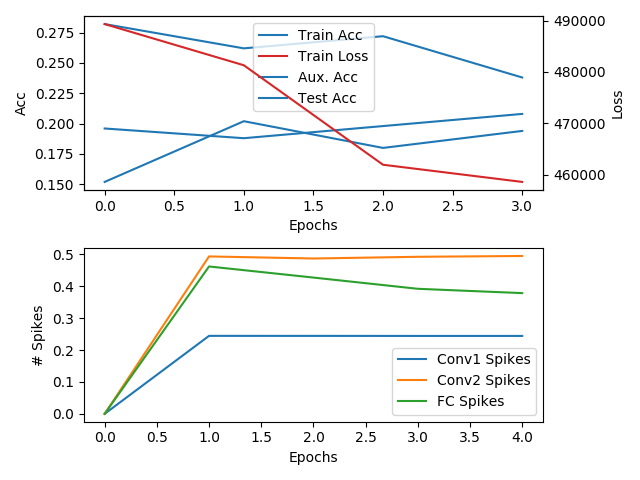 0.275
0.250
0.225
0.200
0.175
0.150
Acc
490000
480000
470000
460000
Loss
Train Acc
Train Loss
Aux. Acc
Test Acc
0.0 0.5 1.0 1.5 2.0 2.5 3.0
Epochs
0.5
0.4
0.3
0.2
0.1
0.0
# Spikes
Conv1 Spikes
Conv2 Spikes
FC Spikes
0.0 0.5 1.0 1.5 2.0 2.5 3.0 3.5 4.0
Epochs